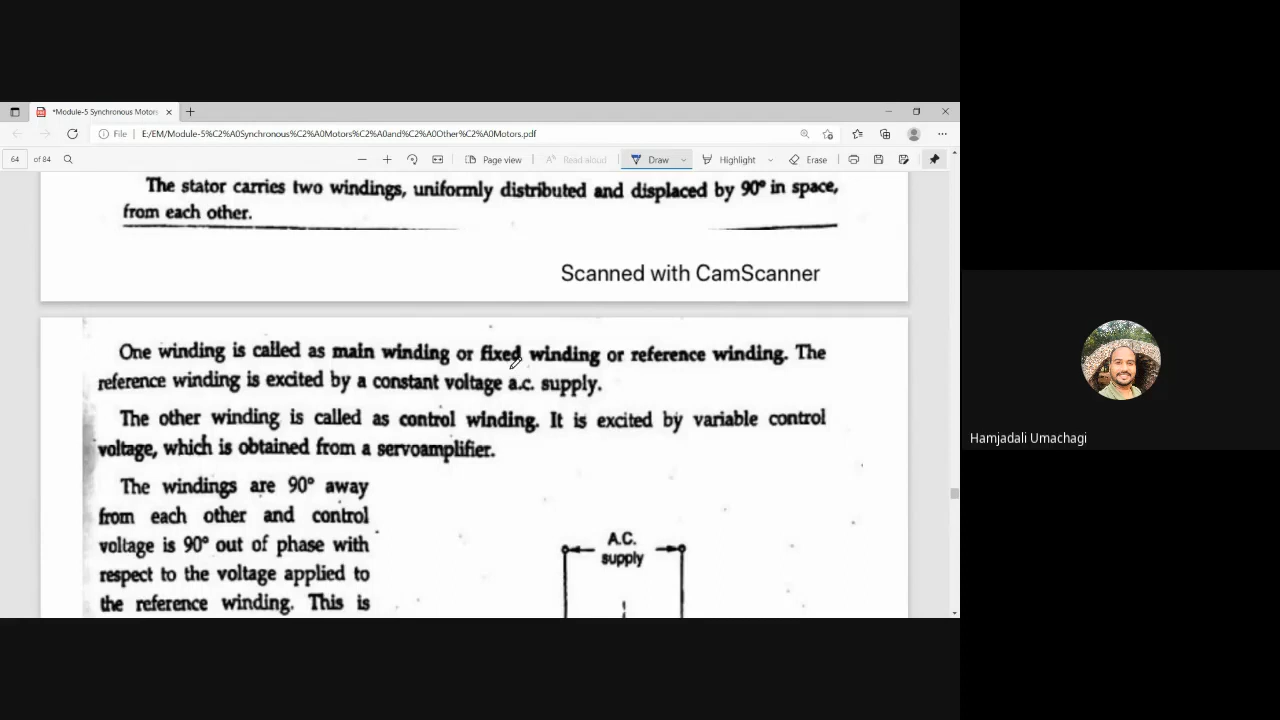 *Module-5 Synchronous Motors
File | E:/EM/Module-5%C2%A0Synchronous%C2%A0Motors%C2%A0and%C2%A0Other%C2%A0Motors.pdf
64 of 84 Page view Read aloud Draw Highlight Erase
The stator carries two windings, uniformly distributed and displaced by 90° in space,
from each other.
Scanned with CamScanner
One winding is called as main winding or fixed winding or reference winding. The
reference winding is excited by a constant voltage a.c. supply.
The other winding is called as control winding. It is excited by variable control
voltage, which is obtained from a servoamplifier.
The windings are 90° away
from each other and control
voltage is 90° out of phase with
respect to the voltage applied to
the reference winding. This is
A.C.
supply
Hamjadali Umachagi